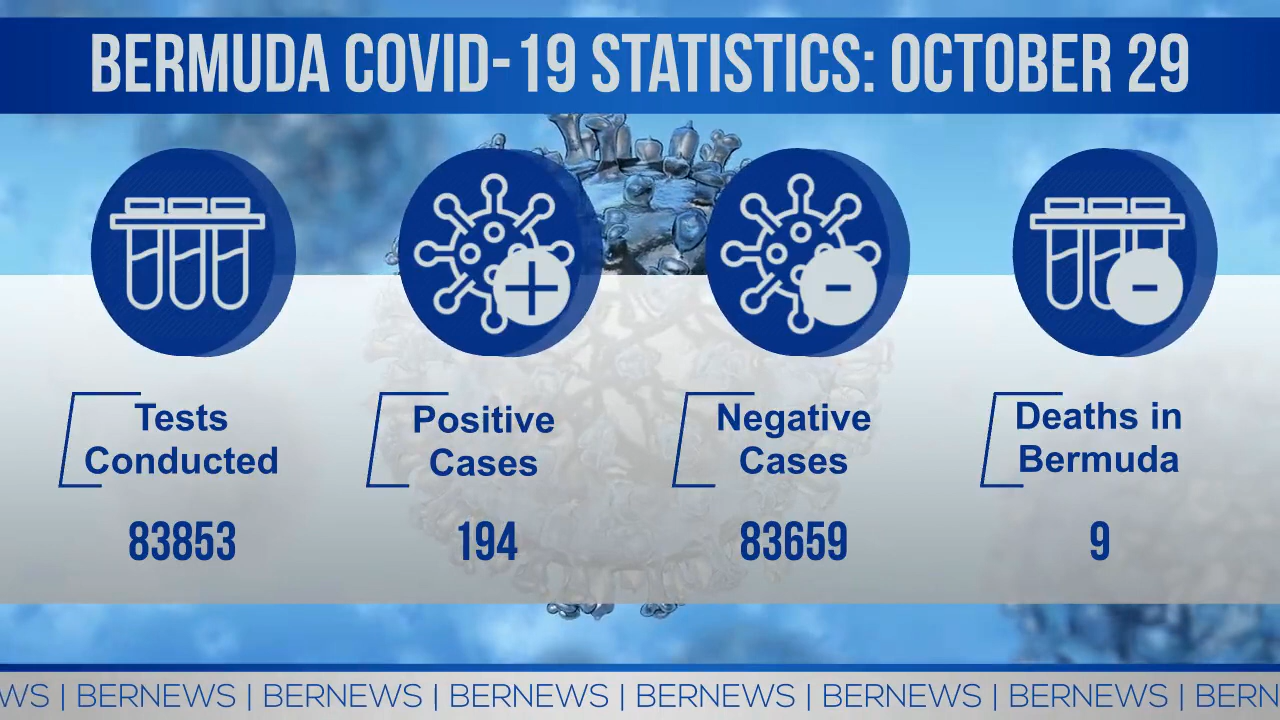 BERMUDA COVID-19 STATISTICS: OCTOBER 29
Tests
Conducted
83853
Positive
Cases
194
Negative
Cases
83659
Deaths in
Bermuda
9
WS | BERNEWS | BERNEWS | BERNEWS | BERNEWS | BERNEWS | BERNEWS | BERN